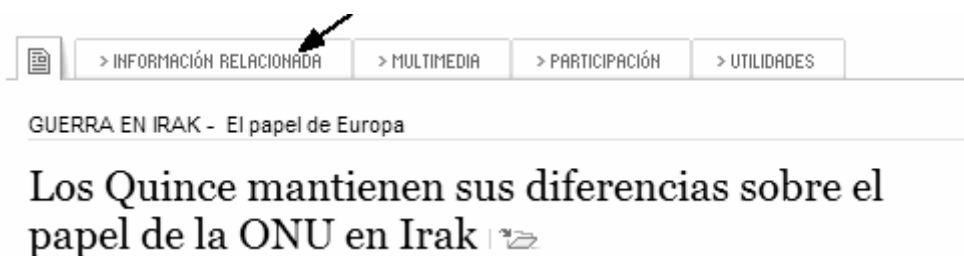 > INFORMACIÓN RELACIONADA > MULTIMEDIA > PARTICIPACIÓN > UTILIDADES
GUERRA EN IRAK - El papel de Europa
Los Quince mantienen sus diferencias sobre el
papel de la ONU en Irak